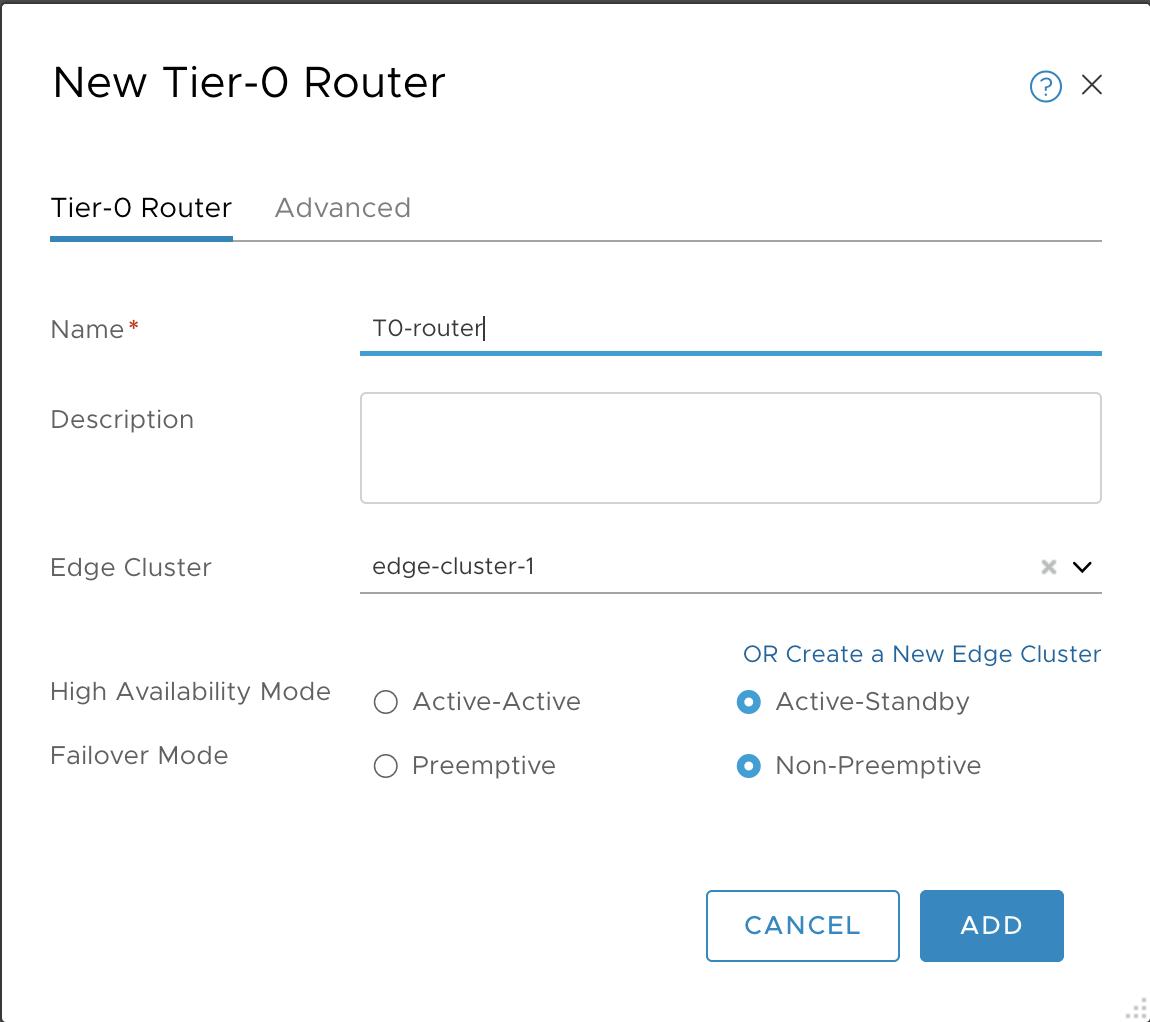 New Tier-0 Router
?
Tier-0 Router Advanced
Name* T0-router
Description
Edge Cluster edge-cluster-1
OR Create a New Edge Cluster
High Availability Mode Active-Active Active-Standby
Failover Mode Preemptive Non-Preemptive
CANCEL ADD